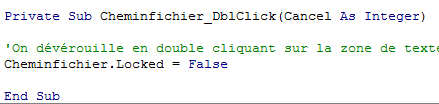 Private Sub Cheminfichier_DblClick(Cancel As Integer)
'On dévérouille en double cliquant sur la zone de texte
Cheminfichier.Locked = False
End Sub